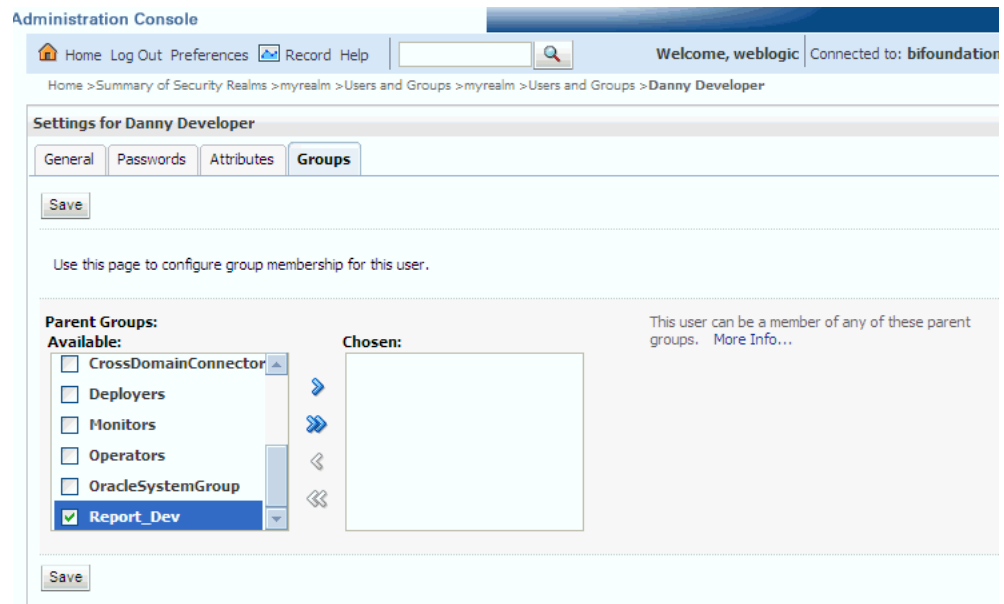 Administration Console
Home Log Out Preferences Record Help
Welcome, weblogic Connected to: bifoundation
Home >Summary of Security Realms >myrealm >Users and Groups >myrealm >Users and Groups >Danny Developer
Settings for Danny Developer
General Passwords Attributes Groups
Save
Use this page to configure group membership for this user.
Parent Groups:
Available:
Chosen:
CrossDomainConnector
Deployers
Monitors
Operators
OracleSystemGroup
Report_Dev
This user can be a member of any of these parent
groups. More Info...
Save